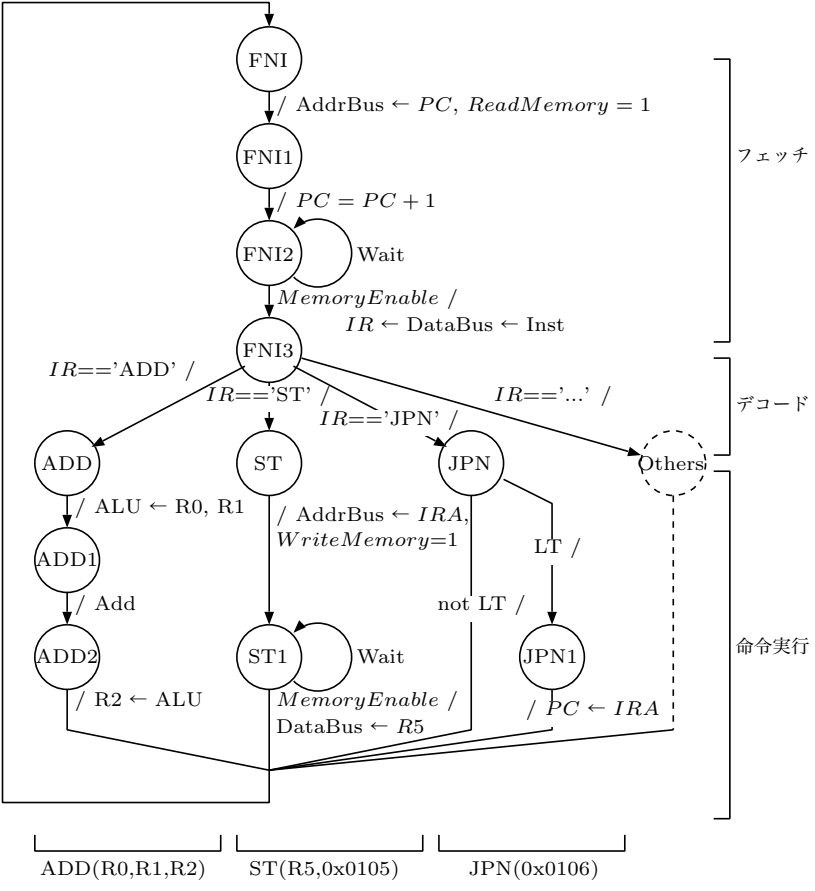 FNI
/ AddrBus ← PC, ReadMemory = 1
フェッチ
FNI1
/ PC = PC + 1
FNI2
Wait
MemoryEnable /
IR ← DataBus ← Inst
FNI3
IR=='ADD' /
IR=='ST' /
IR=='JPN' /
IR=='...' /
デコード
ADD
ST
JPN
Others
/ ALU ← R0, R1
/ AddrBus ← IRA,
WriteMemory=1
LT /
ADD1
/ Add
not LT /
ADD2
ST1
Wait
JPN1
命令実行
/ R2 ← ALU
MemoryEnable /
DataBus ← R5
/ PC ← IRA
ADD(R0,R1,R2)
ST(R5,0x0105)
JPN(0x0106)